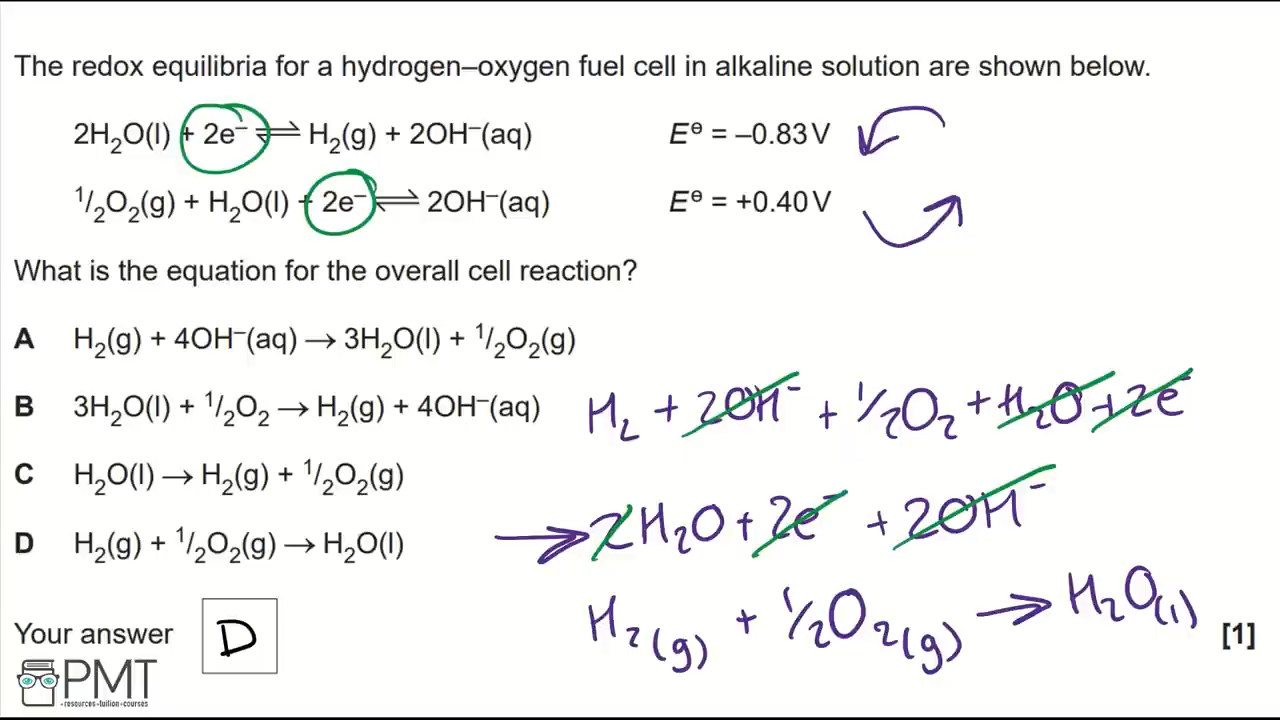 The redox equilibria for a hydrogen–oxygen fuel cell in alkaline solution are shown below.
2H₂O(l) + 2e⁻ ⇌ H₂(g) + 2OH⁻(aq) E⦵ = –0.83 V
½O₂(g) + H₂O(l) + 2e⁻ ⇌ 2OH⁻(aq) E⦵ = +0.40 V
What is the equation for the overall cell reaction?
A H₂(g) + 4OH⁻(aq) → 3H₂O(l) + ½O₂(g)
B 3H₂O(l) + ½O₂ → H₂(g) + 4OH⁻(aq)
C H₂O(l) → H₂(g) + ½O₂(g)
D H₂(g) + ½O₂(g) → H₂O(l)
H₂ + 2OH⁻ + ½O₂ + H₂O + 2e⁻
→ 2H₂O + 2e⁻ + 2OH⁻
H₂(g) + ½O₂(g) → H₂O(l)
Your answer D [1]
PMT
resources•tuition•courses